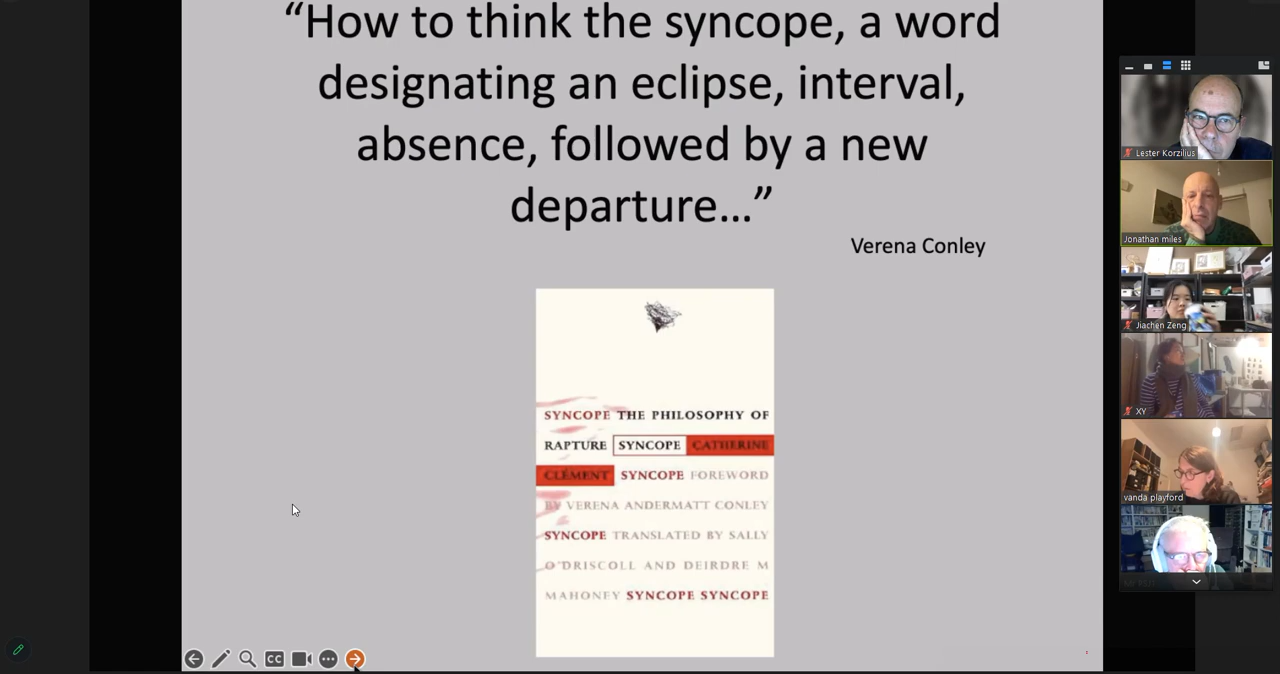 “How to think the syncope, a word
designating an eclipse, interval,
absence, followed by a new
departure...”
Verena Conley
SYNCOPE THE PHILOSOPHY OF
RAPTURE SYNCOPE CATHERINE
CLÉMENT SYNCOPE FOREWORD
BY VERENA ANDERMATT CONLEY
SYNCOPE TRANSLATED BY SALLY
O'DRISCOLL AND DEIRDRE M
MAHONEY SYNCOPE SYNCOPE
CC
Lester Korzilius
Jonathan miles
Jiachen Zeng
XY
vanda playford